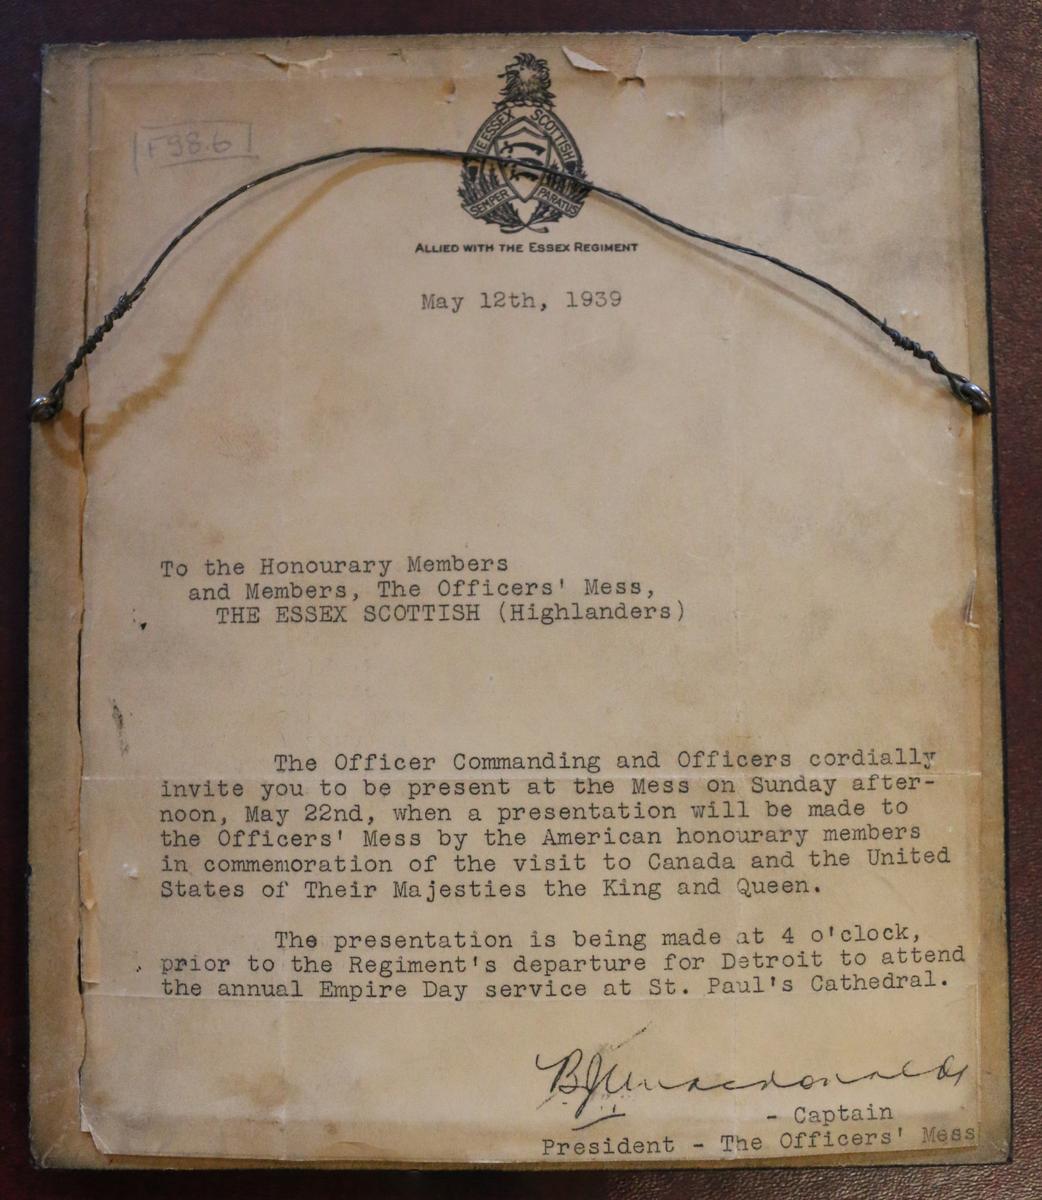 F98.6
THE ESSEX SCOTTISH
SEMPER PARATUS
ALLIED WITH THE ESSEX REGIMENT
May 12th, 1939
To the Honourary Members
and Members, The Officers' Mess,
THE ESSEX SCOTTISH (Highlanders)
The Officer Commanding and Officers cordially
invite you to be present at the Mess on Sunday after-
noon, May 22nd, when a presentation will be made to
the Officers' Mess by the American honourary members
in commemoration of the visit to Canada and the United
States of Their Majesties the King and Queen.
The presentation is being made at 4 o'clock,
prior to the Regiment's departure for Detroit to attend
the annual Empire Day service at St. Paul's Cathedral.
- Captain
President - The Officers' Mess